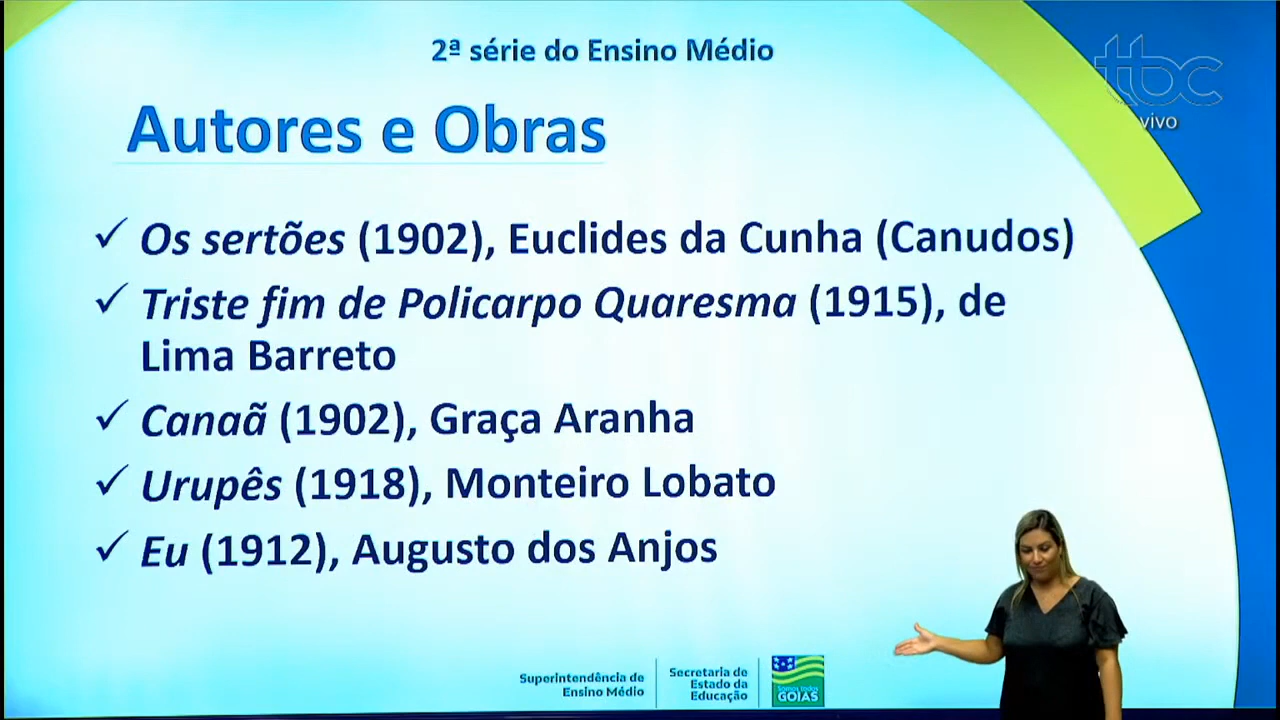 2ª série do Ensino Médio
tbc
vivo
Autores e Obras
✓ Os sertões (1902), Euclides da Cunha (Canudos)
✓ Triste fim de Policarpo Quaresma (1915), de
Lima Barreto
✓ Canaã (1902), Graça Aranha
✓ Urupês (1918), Monteiro Lobato
✓ Eu (1912), Augusto dos Anjos
Superintendência de
Ensino Médio
Secretaria de
Estado da
Educação
Somos todos
GOIÁS